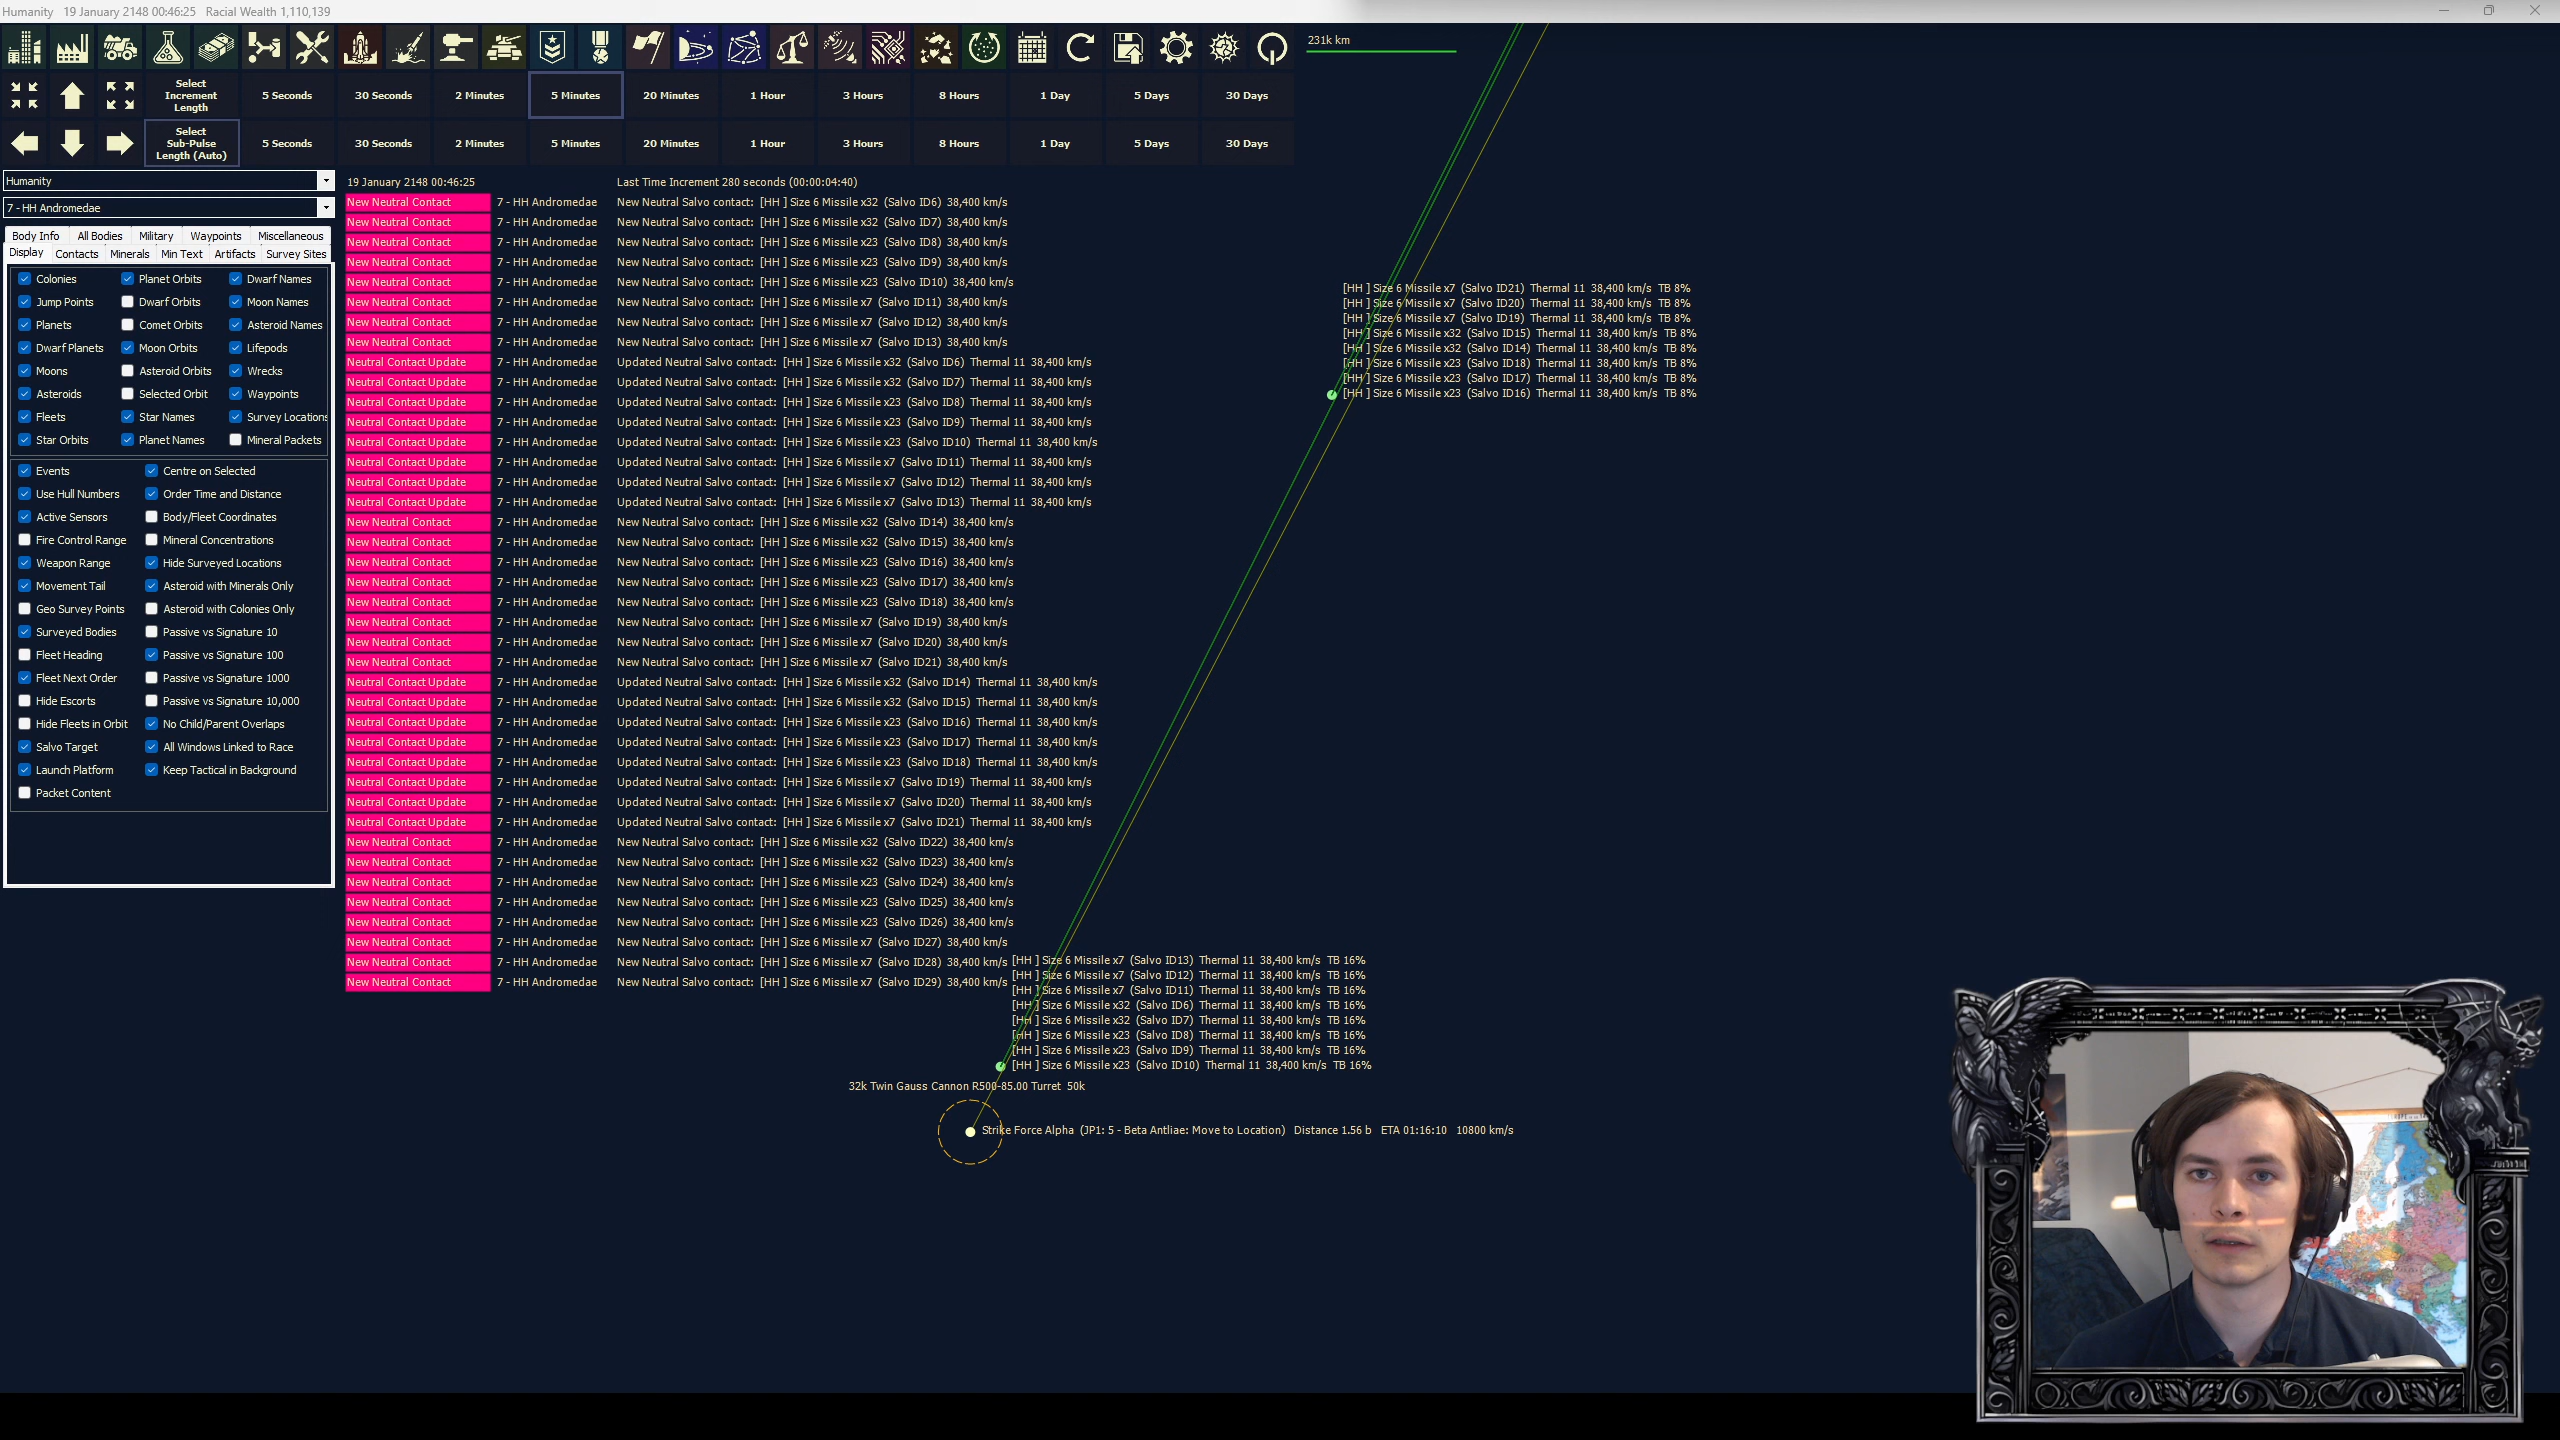 Humanity   19 January 2148 00:46:25   Racial Wealth 1,110,139
231k km
Select Increment Length
5 Seconds
30 Seconds
2 Minutes
5 Minutes
20 Minutes
1 Hour
3 Hours
8 Hours
1 Day
5 Days
30 Days
Select Sub-Pulse Length (Auto)
5 Seconds
30 Seconds
2 Minutes
5 Minutes
20 Minutes
1 Hour
3 Hours
8 Hours
1 Day
5 Days
30 Days
Humanity
7 - HH Andromedae
Body Info   All Bodies   Military   Waypoints   Miscellaneous
Display   Contacts   Minerals   Min Text   Artifacts   Survey Sites
Colonies   Planet Orbits   Dwarf Names
Jump Points   Dwarf Orbits   Moon Names
Planets   Comet Orbits   Asteroid Names
Dwarf Planets   Moon Orbits   Lifepods
Moons   Asteroid Orbits   Wrecks
Asteroids   Selected Orbit   Waypoints
Fleets   Star Names   Survey Locations
Star Orbits   Planet Names   Mineral Packets
Events   Centre on Selected
Use Hull Numbers   Order Time and Distance
Active Sensors   Body/Fleet Coordinates
Fire Control Range   Mineral Concentrations
Weapon Range   Hide Surveyed Locations
Movement Tail   Asteroid with Minerals Only
Geo Survey Points   Asteroid with Colonies Only
Surveyed Bodies   Passive vs Signature 10
Fleet Heading   Passive vs Signature 100
Fleet Next Order   Passive vs Signature 1000
Hide Escorts   Passive vs Signature 10,000
Hide Fleets in Orbit   No Child/Parent Overlaps
Salvo Target   All Windows Linked to Race
Launch Platform   Keep Tactical in Background
Packet Content
19 January 2148 00:46:25   Last Time Increment 280 seconds (00:00:04:40)
New Neutral Contact   7 - HH Andromedae   New Neutral Salvo contact:  [HH ] Size 6 Missile x32  (Salvo ID6)  38,400 km/s
New Neutral Contact   7 - HH Andromedae   New Neutral Salvo contact:  [HH ] Size 6 Missile x32  (Salvo ID7)  38,400 km/s
New Neutral Contact   7 - HH Andromedae   New Neutral Salvo contact:  [HH ] Size 6 Missile x23  (Salvo ID8)  38,400 km/s
New Neutral Contact   7 - HH Andromedae   New Neutral Salvo contact:  [HH ] Size 6 Missile x23  (Salvo ID9)  38,400 km/s
New Neutral Contact   7 - HH Andromedae   New Neutral Salvo contact:  [HH ] Size 6 Missile x23  (Salvo ID10)  38,400 km/s
New Neutral Contact   7 - HH Andromedae   New Neutral Salvo contact:  [HH ] Size 6 Missile x7  (Salvo ID11)  38,400 km/s
New Neutral Contact   7 - HH Andromedae   New Neutral Salvo contact:  [HH ] Size 6 Missile x7  (Salvo ID12)  38,400 km/s
New Neutral Contact   7 - HH Andromedae   New Neutral Salvo contact:  [HH ] Size 6 Missile x7  (Salvo ID13)  38,400 km/s
Neutral Contact Update   7 - HH Andromedae   Updated Neutral Salvo contact:  [HH ] Size 6 Missile x32  (Salvo ID6)  Thermal 11  38,400 km/s
Neutral Contact Update   7 - HH Andromedae   Updated Neutral Salvo contact:  [HH ] Size 6 Missile x32  (Salvo ID7)  Thermal 11  38,400 km/s
Neutral Contact Update   7 - HH Andromedae   Updated Neutral Salvo contact:  [HH ] Size 6 Missile x23  (Salvo ID8)  Thermal 11  38,400 km/s
Neutral Contact Update   7 - HH Andromedae   Updated Neutral Salvo contact:  [HH ] Size 6 Missile x23  (Salvo ID9)  Thermal 11  38,400 km/s
Neutral Contact Update   7 - HH Andromedae   Updated Neutral Salvo contact:  [HH ] Size 6 Missile x23  (Salvo ID10)  Thermal 11  38,400 km/s
Neutral Contact Update   7 - HH Andromedae   Updated Neutral Salvo contact:  [HH ] Size 6 Missile x7  (Salvo ID11)  Thermal 11  38,400 km/s
Neutral Contact Update   7 - HH Andromedae   Updated Neutral Salvo contact:  [HH ] Size 6 Missile x7  (Salvo ID12)  Thermal 11  38,400 km/s
Neutral Contact Update   7 - HH Andromedae   Updated Neutral Salvo contact:  [HH ] Size 6 Missile x7  (Salvo ID13)  Thermal 11  38,400 km/s
New Neutral Contact   7 - HH Andromedae   New Neutral Salvo contact:  [HH ] Size 6 Missile x32  (Salvo ID14)  38,400 km/s
New Neutral Contact   7 - HH Andromedae   New Neutral Salvo contact:  [HH ] Size 6 Missile x32  (Salvo ID15)  38,400 km/s
New Neutral Contact   7 - HH Andromedae   New Neutral Salvo contact:  [HH ] Size 6 Missile x23  (Salvo ID16)  38,400 km/s
New Neutral Contact   7 - HH Andromedae   New Neutral Salvo contact:  [HH ] Size 6 Missile x23  (Salvo ID17)  38,400 km/s
New Neutral Contact   7 - HH Andromedae   New Neutral Salvo contact:  [HH ] Size 6 Missile x23  (Salvo ID18)  38,400 km/s
New Neutral Contact   7 - HH Andromedae   New Neutral Salvo contact:  [HH ] Size 6 Missile x7  (Salvo ID19)  38,400 km/s
New Neutral Contact   7 - HH Andromedae   New Neutral Salvo contact:  [HH ] Size 6 Missile x7  (Salvo ID20)  38,400 km/s
New Neutral Contact   7 - HH Andromedae   New Neutral Salvo contact:  [HH ] Size 6 Missile x7  (Salvo ID21)  38,400 km/s
Neutral Contact Update   7 - HH Andromedae   Updated Neutral Salvo contact:  [HH ] Size 6 Missile x32  (Salvo ID14)  Thermal 11  38,400 km/s
Neutral Contact Update   7 - HH Andromedae   Updated Neutral Salvo contact:  [HH ] Size 6 Missile x32  (Salvo ID15)  Thermal 11  38,400 km/s
Neutral Contact Update   7 - HH Andromedae   Updated Neutral Salvo contact:  [HH ] Size 6 Missile x23  (Salvo ID16)  Thermal 11  38,400 km/s
Neutral Contact Update   7 - HH Andromedae   Updated Neutral Salvo contact:  [HH ] Size 6 Missile x23  (Salvo ID17)  Thermal 11  38,400 km/s
Neutral Contact Update   7 - HH Andromedae   Updated Neutral Salvo contact:  [HH ] Size 6 Missile x23  (Salvo ID18)  Thermal 11  38,400 km/s
Neutral Contact Update   7 - HH Andromedae   Updated Neutral Salvo contact:  [HH ] Size 6 Missile x7  (Salvo ID19)  Thermal 11  38,400 km/s
Neutral Contact Update   7 - HH Andromedae   Updated Neutral Salvo contact:  [HH ] Size 6 Missile x7  (Salvo ID20)  Thermal 11  38,400 km/s
Neutral Contact Update   7 - HH Andromedae   Updated Neutral Salvo contact:  [HH ] Size 6 Missile x7  (Salvo ID21)  Thermal 11  38,400 km/s
New Neutral Contact   7 - HH Andromedae   New Neutral Salvo contact:  [HH ] Size 6 Missile x32  (Salvo ID22)  38,400 km/s
New Neutral Contact   7 - HH Andromedae   New Neutral Salvo contact:  [HH ] Size 6 Missile x32  (Salvo ID23)  38,400 km/s
New Neutral Contact   7 - HH Andromedae   New Neutral Salvo contact:  [HH ] Size 6 Missile x23  (Salvo ID24)  38,400 km/s
New Neutral Contact   7 - HH Andromedae   New Neutral Salvo contact:  [HH ] Size 6 Missile x23  (Salvo ID25)  38,400 km/s
New Neutral Contact   7 - HH Andromedae   New Neutral Salvo contact:  [HH ] Size 6 Missile x23  (Salvo ID26)  38,400 km/s
New Neutral Contact   7 - HH Andromedae   New Neutral Salvo contact:  [HH ] Size 6 Missile x7  (Salvo ID27)  38,400 km/s
New Neutral Contact   7 - HH Andromedae   New Neutral Salvo contact:  [HH ] Size 6 Missile x7  (Salvo ID28)  38,400 km/s
New Neutral Contact   7 - HH Andromedae   New Neutral Salvo contact:  [HH ] Size 6 Missile x7  (Salvo ID29)  38,400 km/s
[HH ] Size 6 Missile x7  (Salvo ID21)  Thermal 11  38,400 km/s  TB 8%
[HH ] Size 6 Missile x7  (Salvo ID20)  Thermal 11  38,400 km/s  TB 8%
[HH ] Size 6 Missile x7  (Salvo ID19)  Thermal 11  38,400 km/s  TB 8%
[HH ] Size 6 Missile x32  (Salvo ID15)  Thermal 11  38,400 km/s  TB 8%
[HH ] Size 6 Missile x32  (Salvo ID14)  Thermal 11  38,400 km/s  TB 8%
[HH ] Size 6 Missile x23  (Salvo ID18)  Thermal 11  38,400 km/s  TB 8%
[HH ] Size 6 Missile x23  (Salvo ID17)  Thermal 11  38,400 km/s  TB 8%
[HH ] Size 6 Missile x23  (Salvo ID16)  Thermal 11  38,400 km/s  TB 8%
[HH ] Size 6 Missile x7  (Salvo ID13)  Thermal 11  38,400 km/s  TB 16%
[HH ] Size 6 Missile x7  (Salvo ID12)  Thermal 11  38,400 km/s  TB 16%
[HH ] Size 6 Missile x7  (Salvo ID11)  Thermal 11  38,400 km/s  TB 16%
[HH ] Size 6 Missile x32  (Salvo ID6)  Thermal 11  38,400 km/s  TB 16%
[HH ] Size 6 Missile x32  (Salvo ID7)  Thermal 11  38,400 km/s  TB 16%
[HH ] Size 6 Missile x23  (Salvo ID8)  Thermal 11  38,400 km/s  TB 16%
[HH ] Size 6 Missile x23  (Salvo ID9)  Thermal 11  38,400 km/s  TB 16%
[HH ] Size 6 Missile x23  (Salvo ID10)  Thermal 11  38,400 km/s  TB 16%
32k Twin Gauss Cannon R500-85.00 Turret  50k
Strike Force Alpha  (JP1: 5 - Beta Antliae: Move to Location)   Distance 1.56 b   ETA 01:16:10   10800 km/s